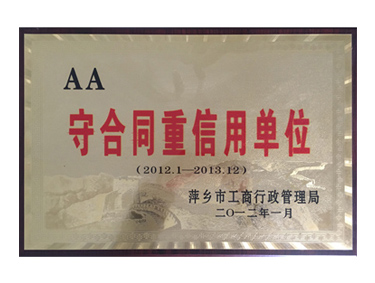 AA
守合同重信用单位
(2012.1—2013.12)
萍乡市工商行政管理局
二〇一二年一月